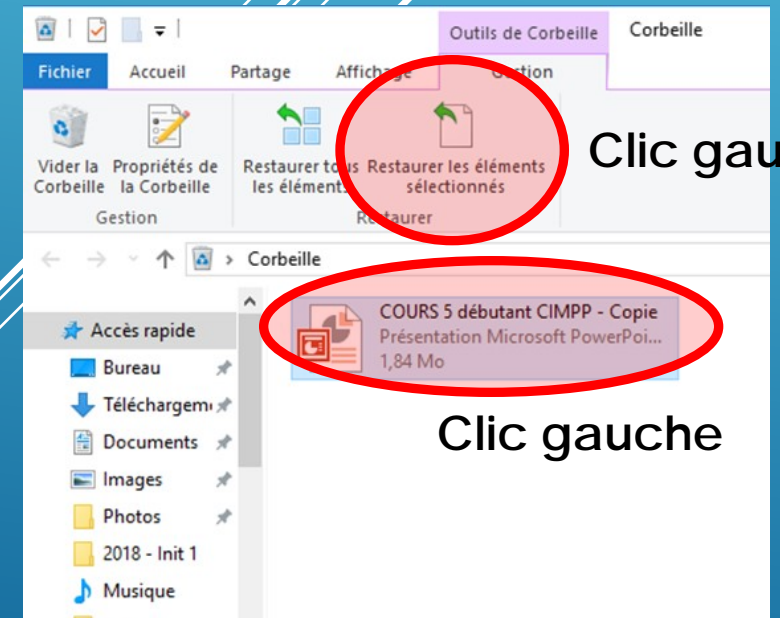 Outils de Corbeille Corbeille
Fichier Accueil Partage Affichage Gestion
Vider la Corbeille
Propriétés de la Corbeille
Restaurer tous les éléments
Restaurer les éléments sélectionnés
Gestion Restaurer
Clic gau
Corbeille
Accès rapide
Bureau
Téléchargem
Documents
Images
Photos
2018 - Init 1
Musique
COURS 5 débutant CIMPP - Copie
Présentation Microsoft PowerPoi...
1,84 Mo
Clic gauche